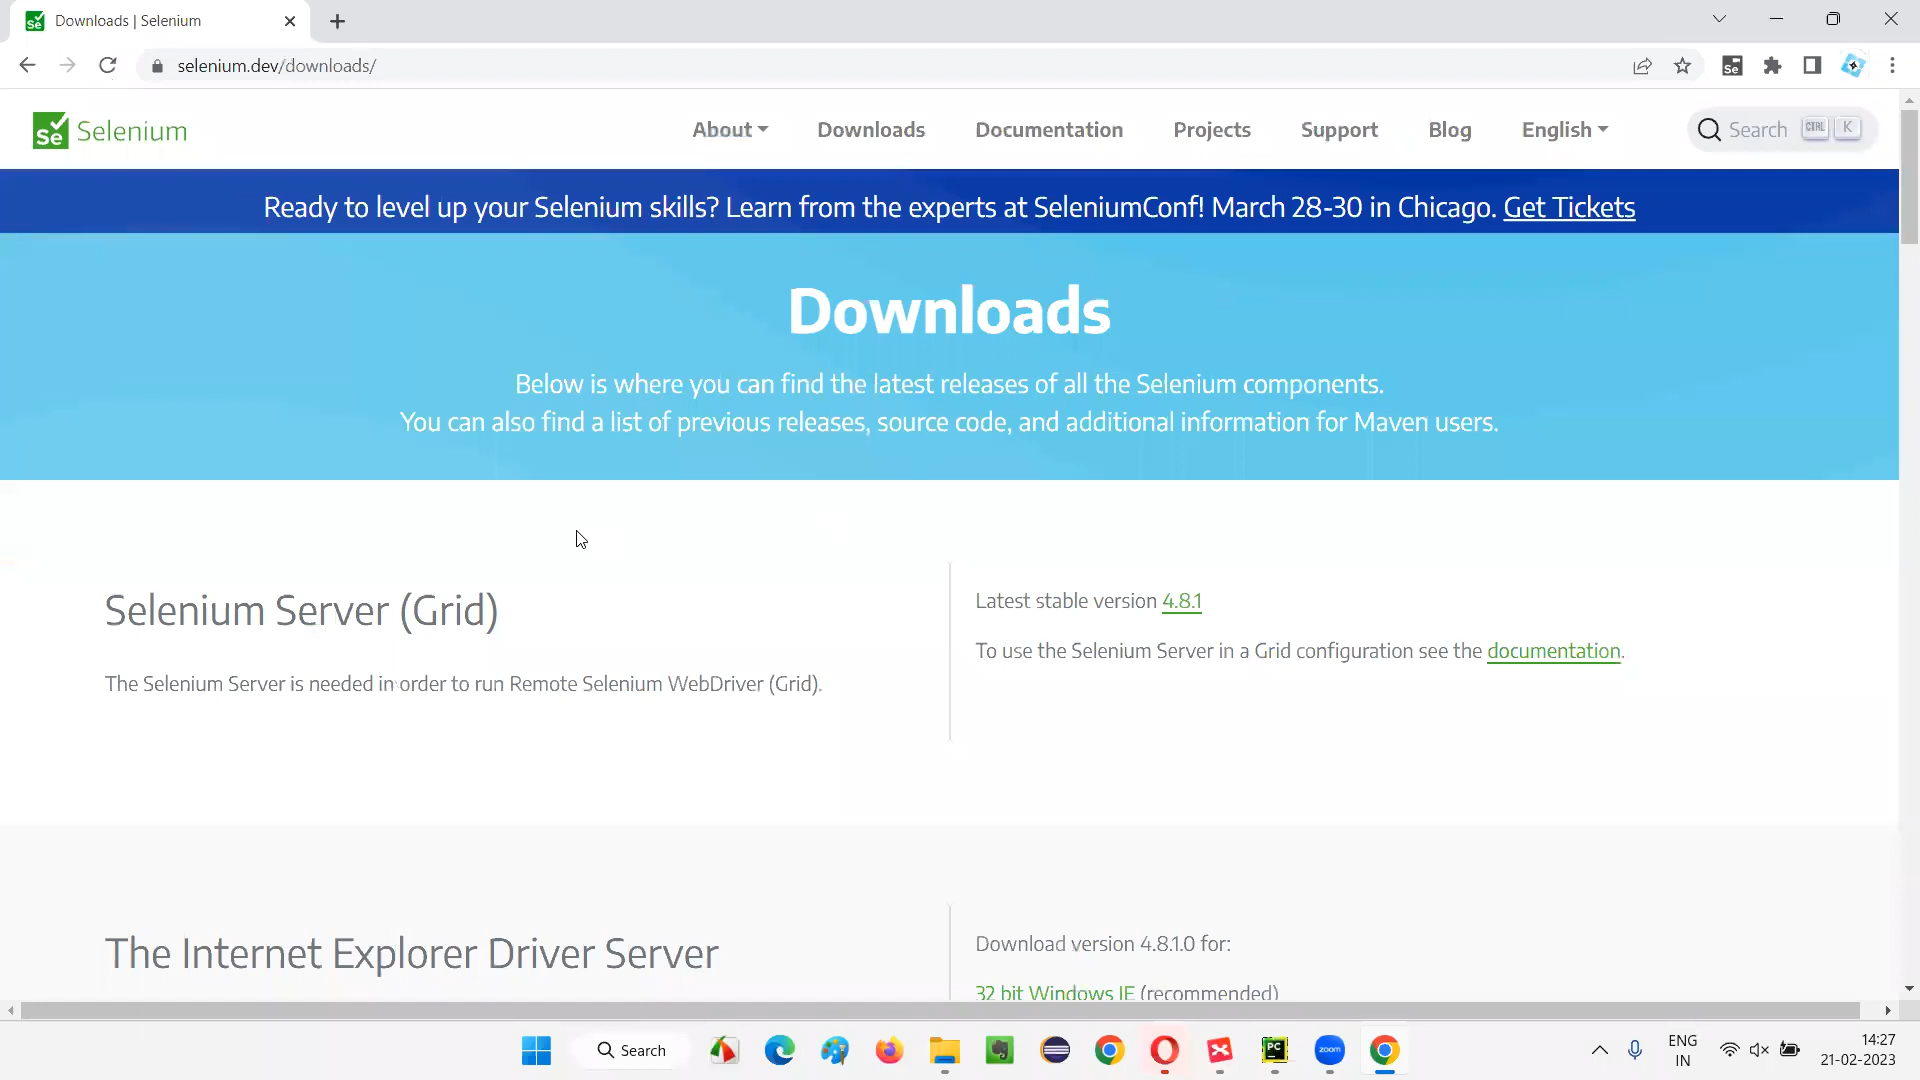 Downloads | Selenium
selenium.dev/downloads/
Se
Se Selenium
About Downloads Documentation Projects Support Blog English Search CTRL K
Ready to level up your Selenium skills? Learn from the experts at SeleniumConf! March 28-30 in Chicago. Get Tickets
Downloads
Below is where you can find the latest releases of all the Selenium components.
You can also find a list of previous releases, source code, and additional information for Maven users.
Selenium Server (Grid)
The Selenium Server is needed in order to run Remote Selenium WebDriver (Grid).
Latest stable version 4.8.1
To use the Selenium Server in a Grid configuration see the documentation.
The Internet Explorer Driver Server
Download version 4.8.1.0 for:
32 bit Windows IE (recommended)
Search
PC
zoom
ENG
IN
14:27
21-02-2023